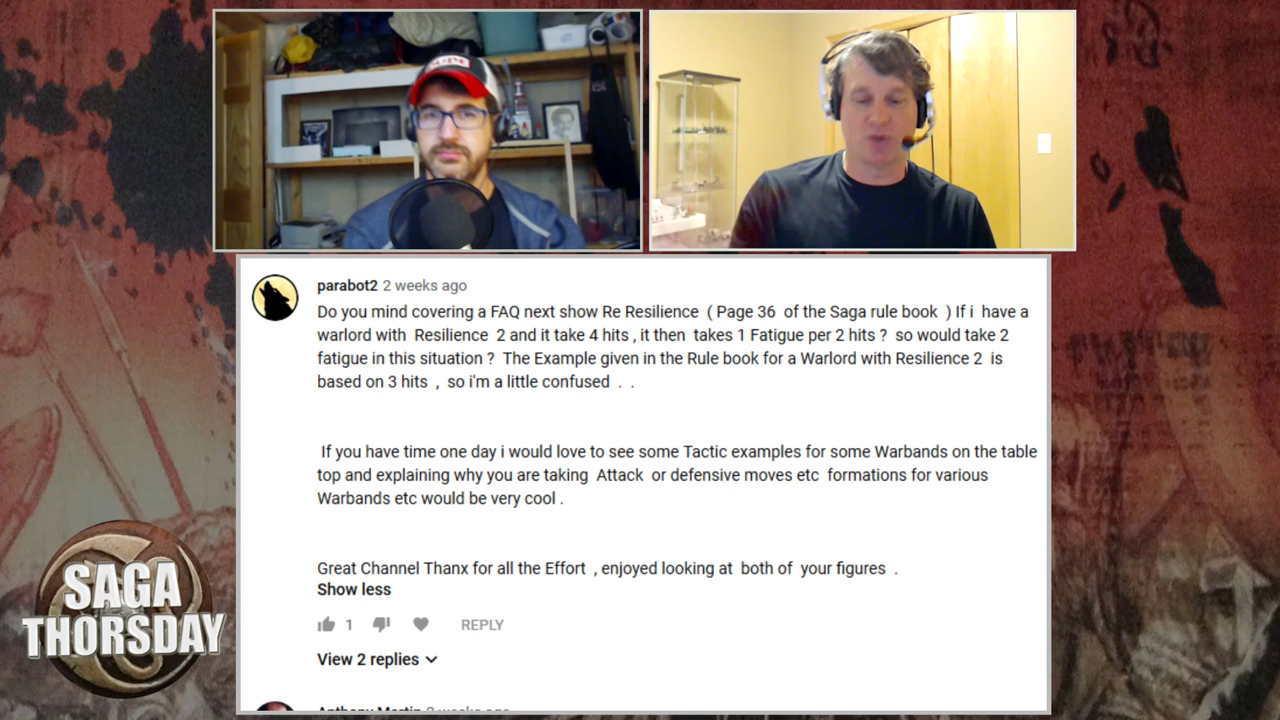 parabot2 2 weeks ago
Do you mind covering a FAQ next show Re Resilience ( Page 36 of the Saga rule book ) If i have a
warlord with Resilience 2 and it take 4 hits , it then takes 1 Fatigue per 2 hits ? so would take 2
fatigue in this situation ? The Example given in the Rule book for a Warlord with Resilience 2 is
based on 3 hits , so i'm a little confused . .
If you have time one day i would love to see some Tactic examples for some Warbands on the table
top and explaining why you are taking Attack or defensive moves etc formations for various
Warbands etc would be very cool .
Great Channel Thanx for all the Effort , enjoyed looking at both of your figures .
Show less
1 REPLY
View 2 replies
Anthony Martin 2 weeks ago
SAGA
THORSDAY